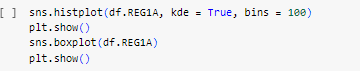 [ ] sns.histplot(df.REG1A, kde = True, bins = 100)
plt.show()
sns.boxplot(df.REG1A)
plt.show()